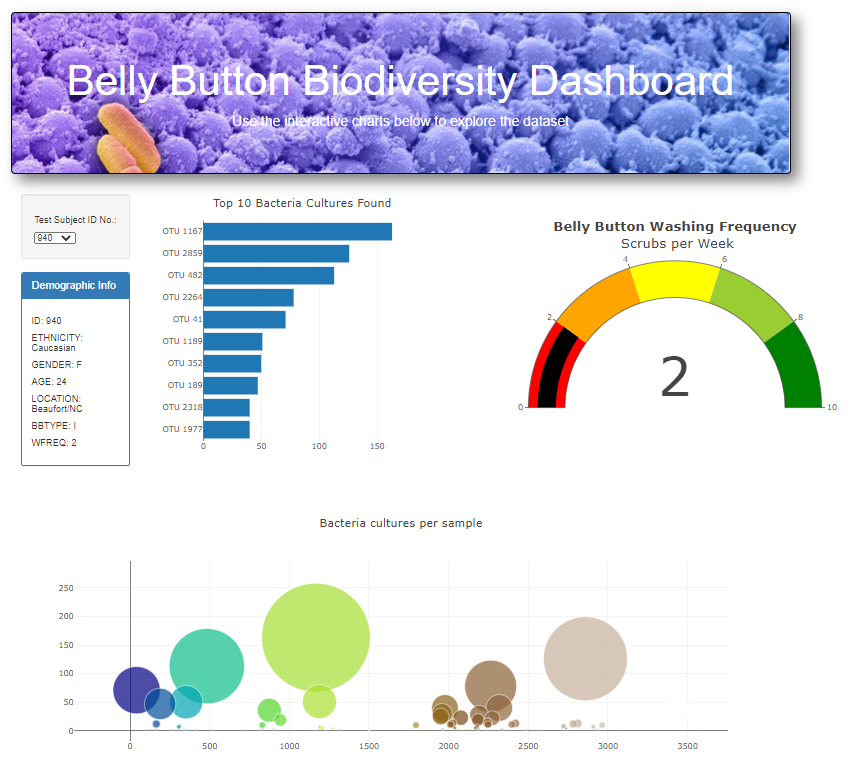 Belly Button Biodiversity Dashboard
Use the interactive charts below to explore the dataset
Test Subject ID No.:
940
Demographic Info
ID: 940
ETHNICITY:
Caucasian
GENDER: F
AGE: 24
LOCATION:
Beaufort/NC
BBTYPE: I
WFREQ: 2
Top 10 Bacteria Cultures Found
OTU 1167
OTU 2859
OTU 482
OTU 2264
OTU 41
OTU 1189
OTU 352
OTU 189
OTU 2318
OTU 1977
0 50 100 150
Belly Button Washing Frequency
Scrubs per Week
4 6
2 8
2
0 10
Bacteria cultures per sample
250
200
150
100
50
0
0 500 1000 1500 2000 2500 3000 3500